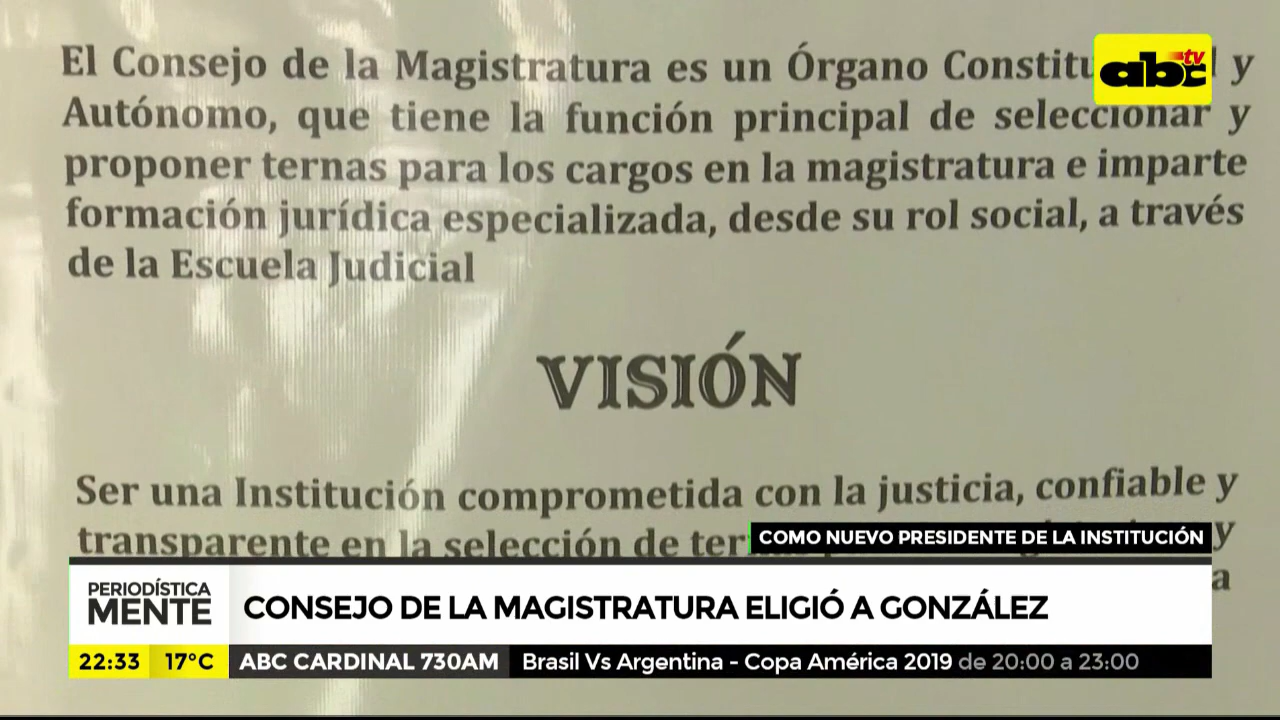 El Consejo de la Magistratura es un Órgano y
Autónomo, que tiene la función principal de seleccionar y
proponer ternas para los cargos en la magistratura e imparte
formación jurídica especializada, desde su rol social, a través
de la Escuela Judicial
abc tv
VISIÓN
Ser una Institución comprometida con la justicia, confiable y
transparente en la selección de y
COMO NUEVO PRESIDENTE DE LA INSTITUCIÓN
a
PERIODÍSTICA
MENTE
CONSEJO DE LA MAGISTRATURA ELIGIÓ A GONZÁLEZ
22:33 17°C ABC CARDINAL 730AM Brasil Vs Argentina - Copa América 2019 de 20:00 a 23:00